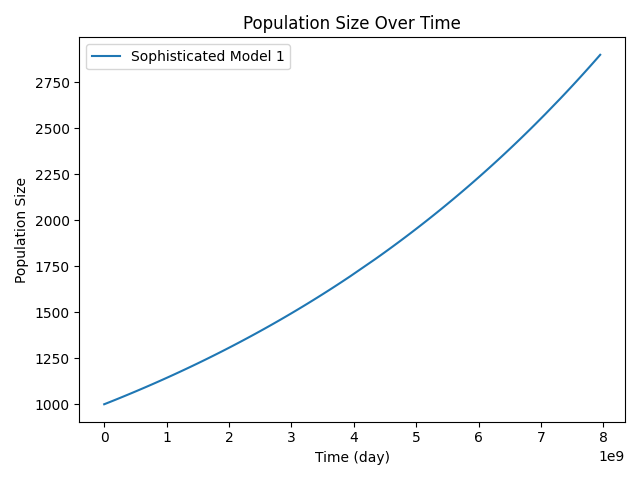 Population Size Over Time
Sophisticated Model 1
Population Size
2750
2500
2250
2000
1750
1500
1250
1000
0 1 2 3 4 5 6 7 8
1e9
Time (day)